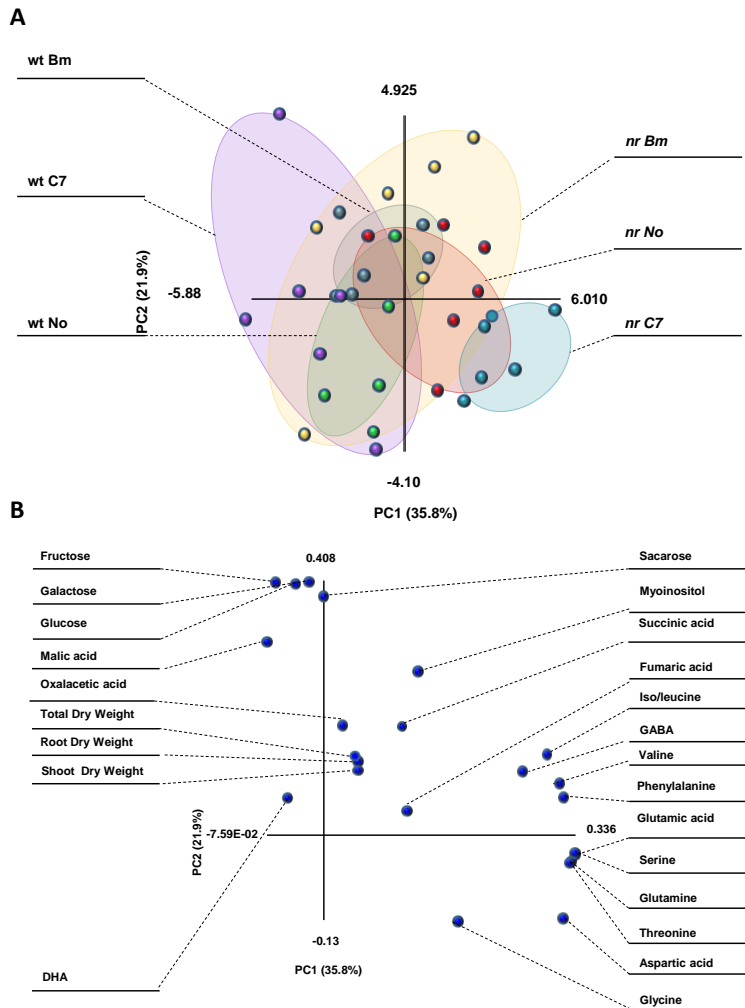 A
wt Bm
4.925
nr Bm
wt C7
nr No
-5.88
6.010
PC2 (21.9%)
wt No
nr C7
-4.10
PC1 (35.8%)
B
Fructose
0.408
Sacarose
Galactose
Myoinositol
Glucose
Succinic acid
Malic acid
Fumaric acid
Oxalacetic acid
Iso/leucine
Total Dry Weight
GABA
Root Dry Weight
Valine
Shoot Dry Weight
Phenylalanine
Glutamic acid
-7.59E-02
0.336
PC2 (21.9%)
Serine
Glutamine
Threonine
-0.13
Aspartic acid
PC1 (35.8%)
DHA
Glycine